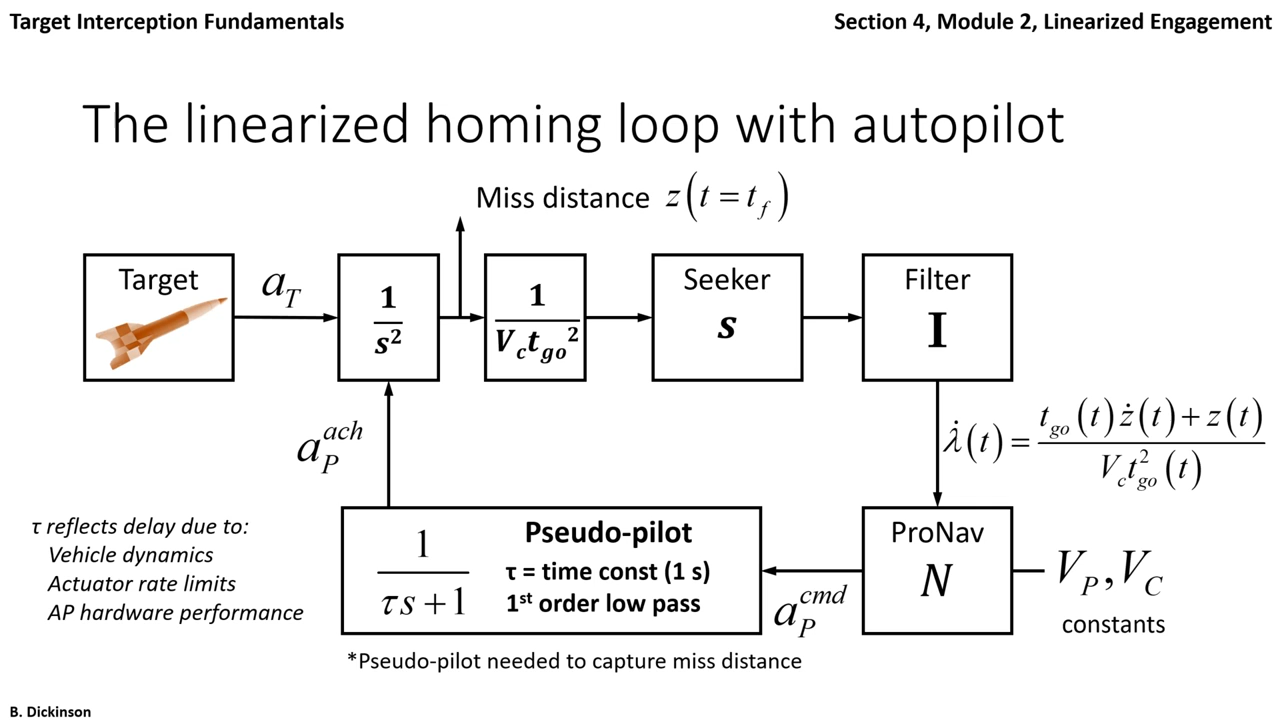 Target Interception Fundamentals
Section 4, Module 2, Linearized Engagement
The linearized homing loop with autopilot
Miss distance z(t = t_f)
Target
a_T
1/s²
1/(V_c t_go²)
Seeker
s
Filter
I
a_P^ach
λ̇(t) = (t_go(t)ż(t) + z(t))/(V_c t_go²(t))
τ reflects delay due to:
Vehicle dynamics
Actuator rate limits
AP hardware performance
1/(τs + 1)
Pseudo-pilot
τ = time const (1 s)
1st order low pass
a_P^cmd
ProNav
N
V_P, V_C
constants
*Pseudo-pilot needed to capture miss distance
B. Dickinson